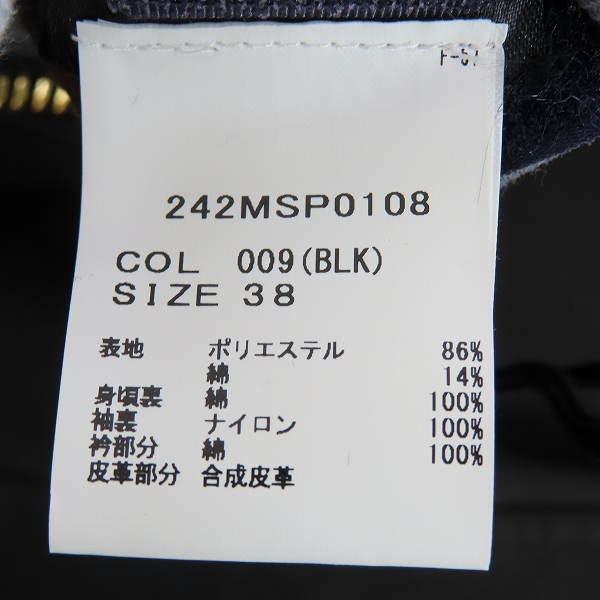 242MSP0108
COL 009(BLK)
SIZE 38
表地 ポリエステル 86%
綿 14%
身頃裏 綿 100%
袖裏 ナイロン 100%
衿部分 綿 100%
皮革部分 合成皮革